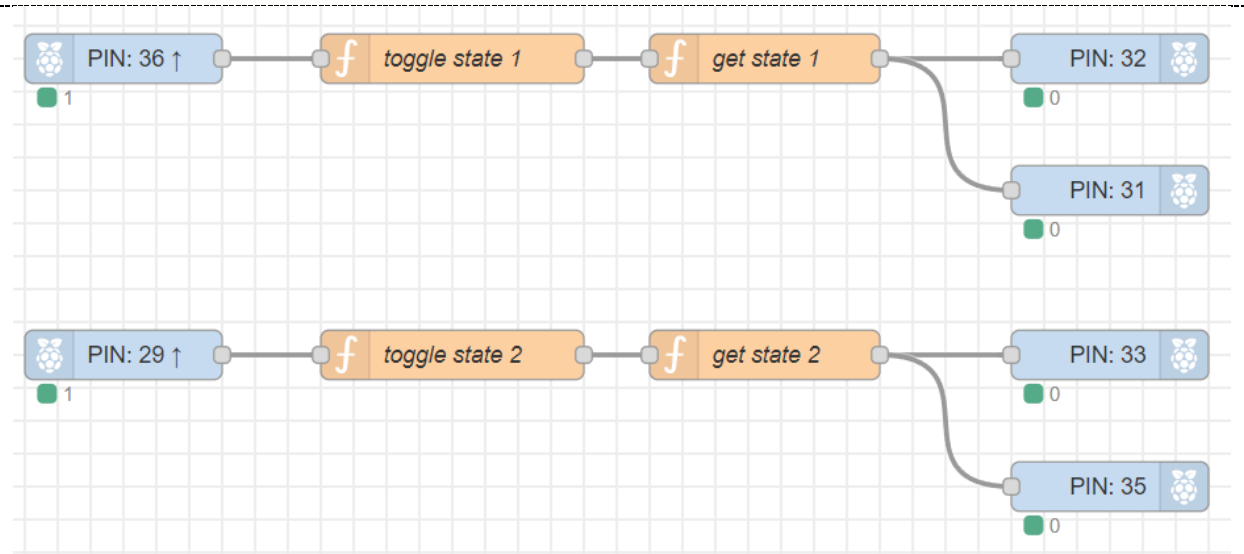 PIN: 36 ↑
toggle state 1
get state 1
PIN: 32
1
0
PIN: 31
0
PIN: 29 ↑
toggle state 2
get state 2
PIN: 33
1
0
PIN: 35
0